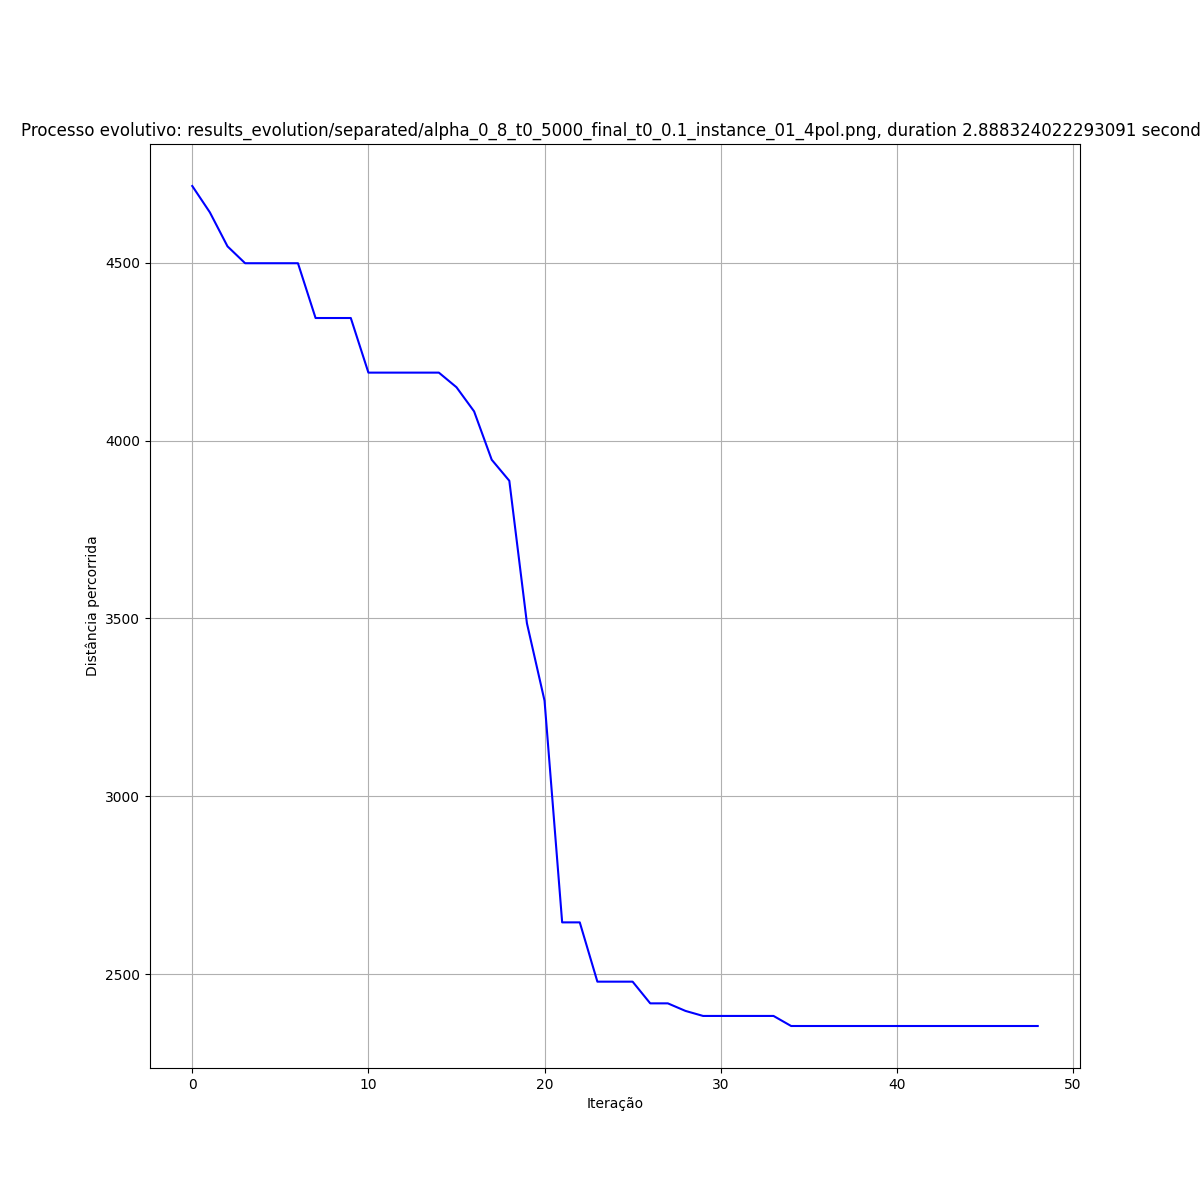 Processo evolutivo: results_evolution/separated/alpha_0_8_t0_5000_final_t0_0.1_instance_01_4pol.png, duration 2.888324022293091 second
4500
4000
3500
3000
2500
Distância percorrida
0 10 20 30 40 50
Iteração